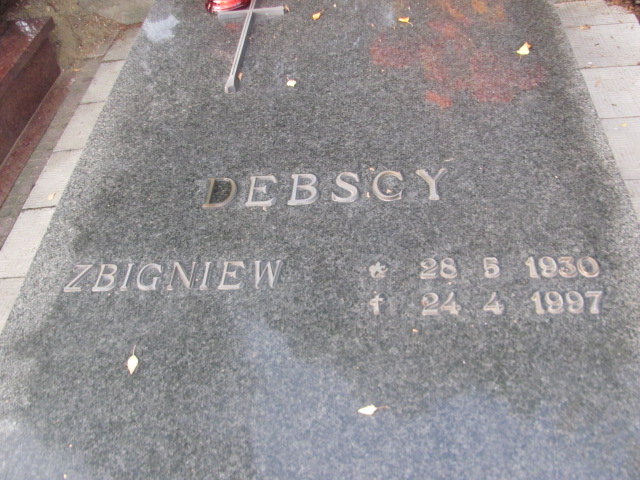 DEBSCY
ZBIGNIEW * 28 5 1930
† 24 4 1997